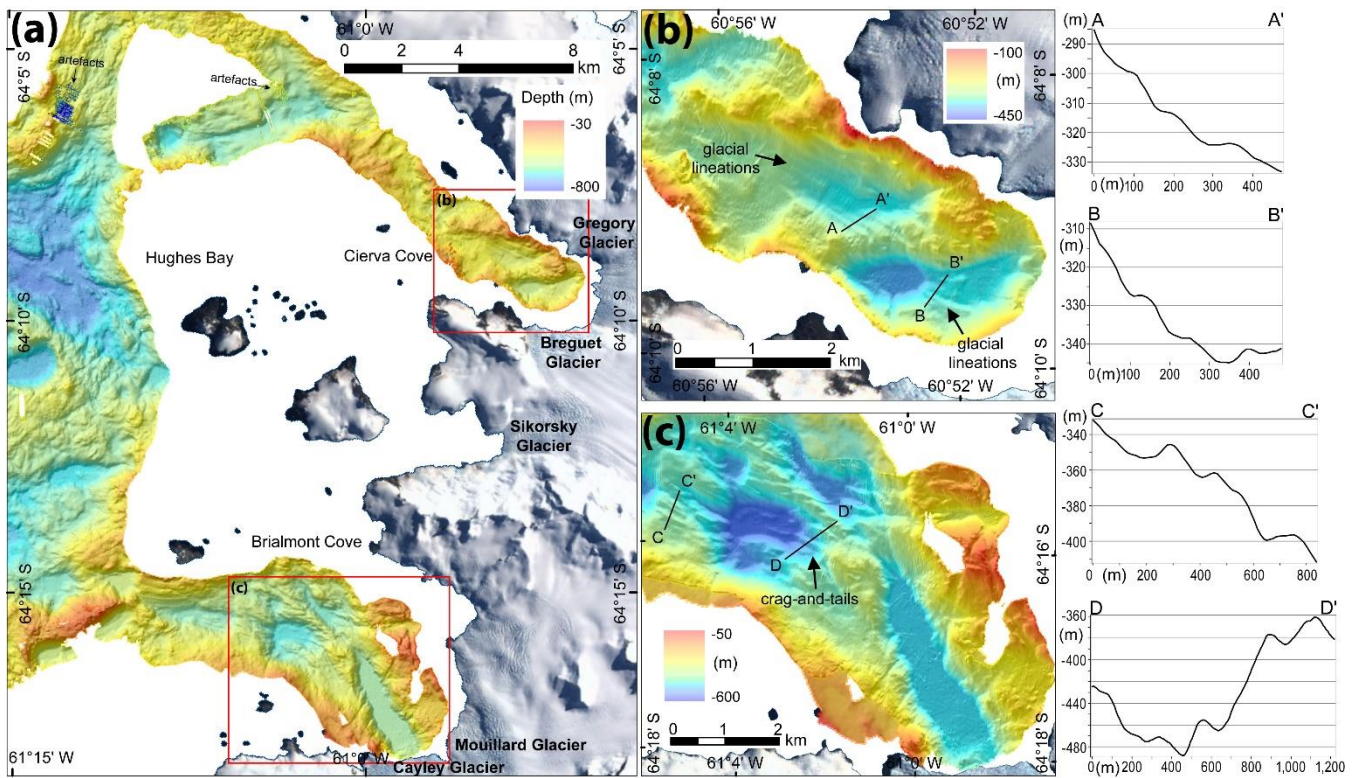 (a)
61°0' W
0 2 4 8
km
64°5' S
64°5' S
artefacts
artefacts
Depth (m)
-30
-800
(b)
Gregory
Glacier
Hughes Bay
Cierva Cove
64°10' S
64°10' S
Breguet
Glacier
Sikorsky
Glacier
Brialmont Cove
64°15' S
64°15' S
(c)
61°15' W
Mouillard Glacier
Cayley Glacier
(b)
60°56' W
60°52' W
-100
(m)
-450
64°8' S
64°8' S
glacial
lineations
A'
A
B'
B
glacial
lineations
0 1 2
km
64°10' S
64°10' S
60°56' W
60°52' W
(c)
61°4' W
61°0' W
C'
C
D'
D
64°16' S
crag-and-tails
-50
(m)
-600
0 1 2
km
64°18' S
64°18' S
61°4' W
61°0' W
(m) A A'
-290
-300
-310
-320
-330
0 (m) 100 200 300 400
B B'
-310
(m)
-320
-330
-340
0 (m) 100 200 300 400
(m) C C'
-340
-360
-380
-400
0 (m) 200 400 600 800
D D'
-360
(m)
-400
-440
-480
0 (m) 200 400 600 800 1,000 1,200